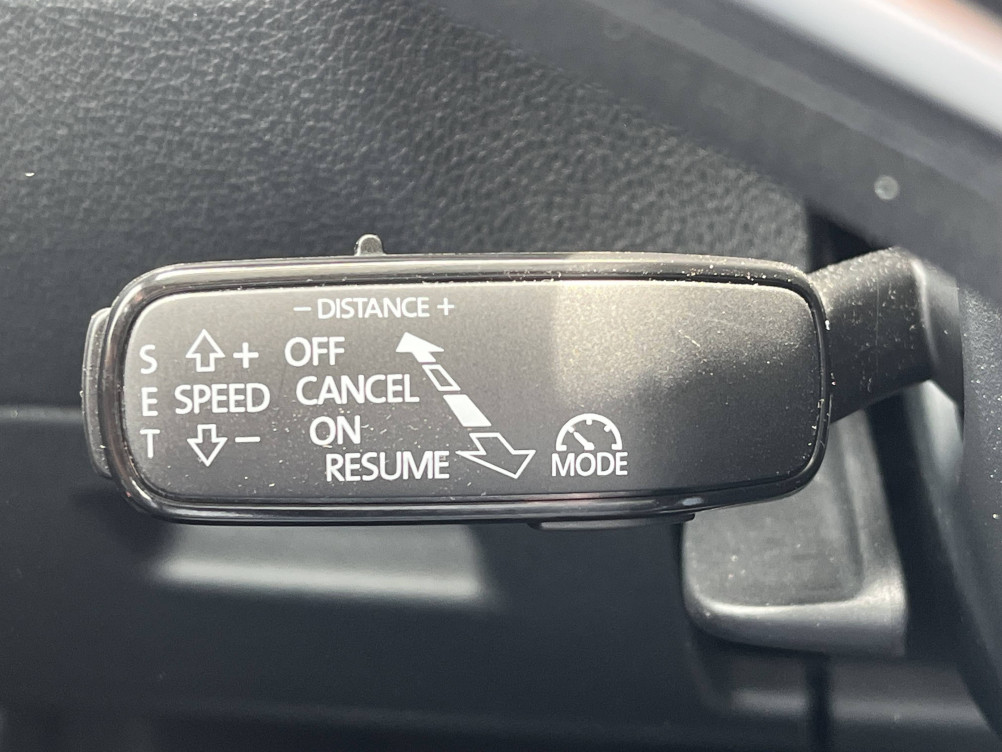 − DISTANCE +
S
E
T
+
SPEED
−
OFF
CANCEL
ON
RESUME
MODE